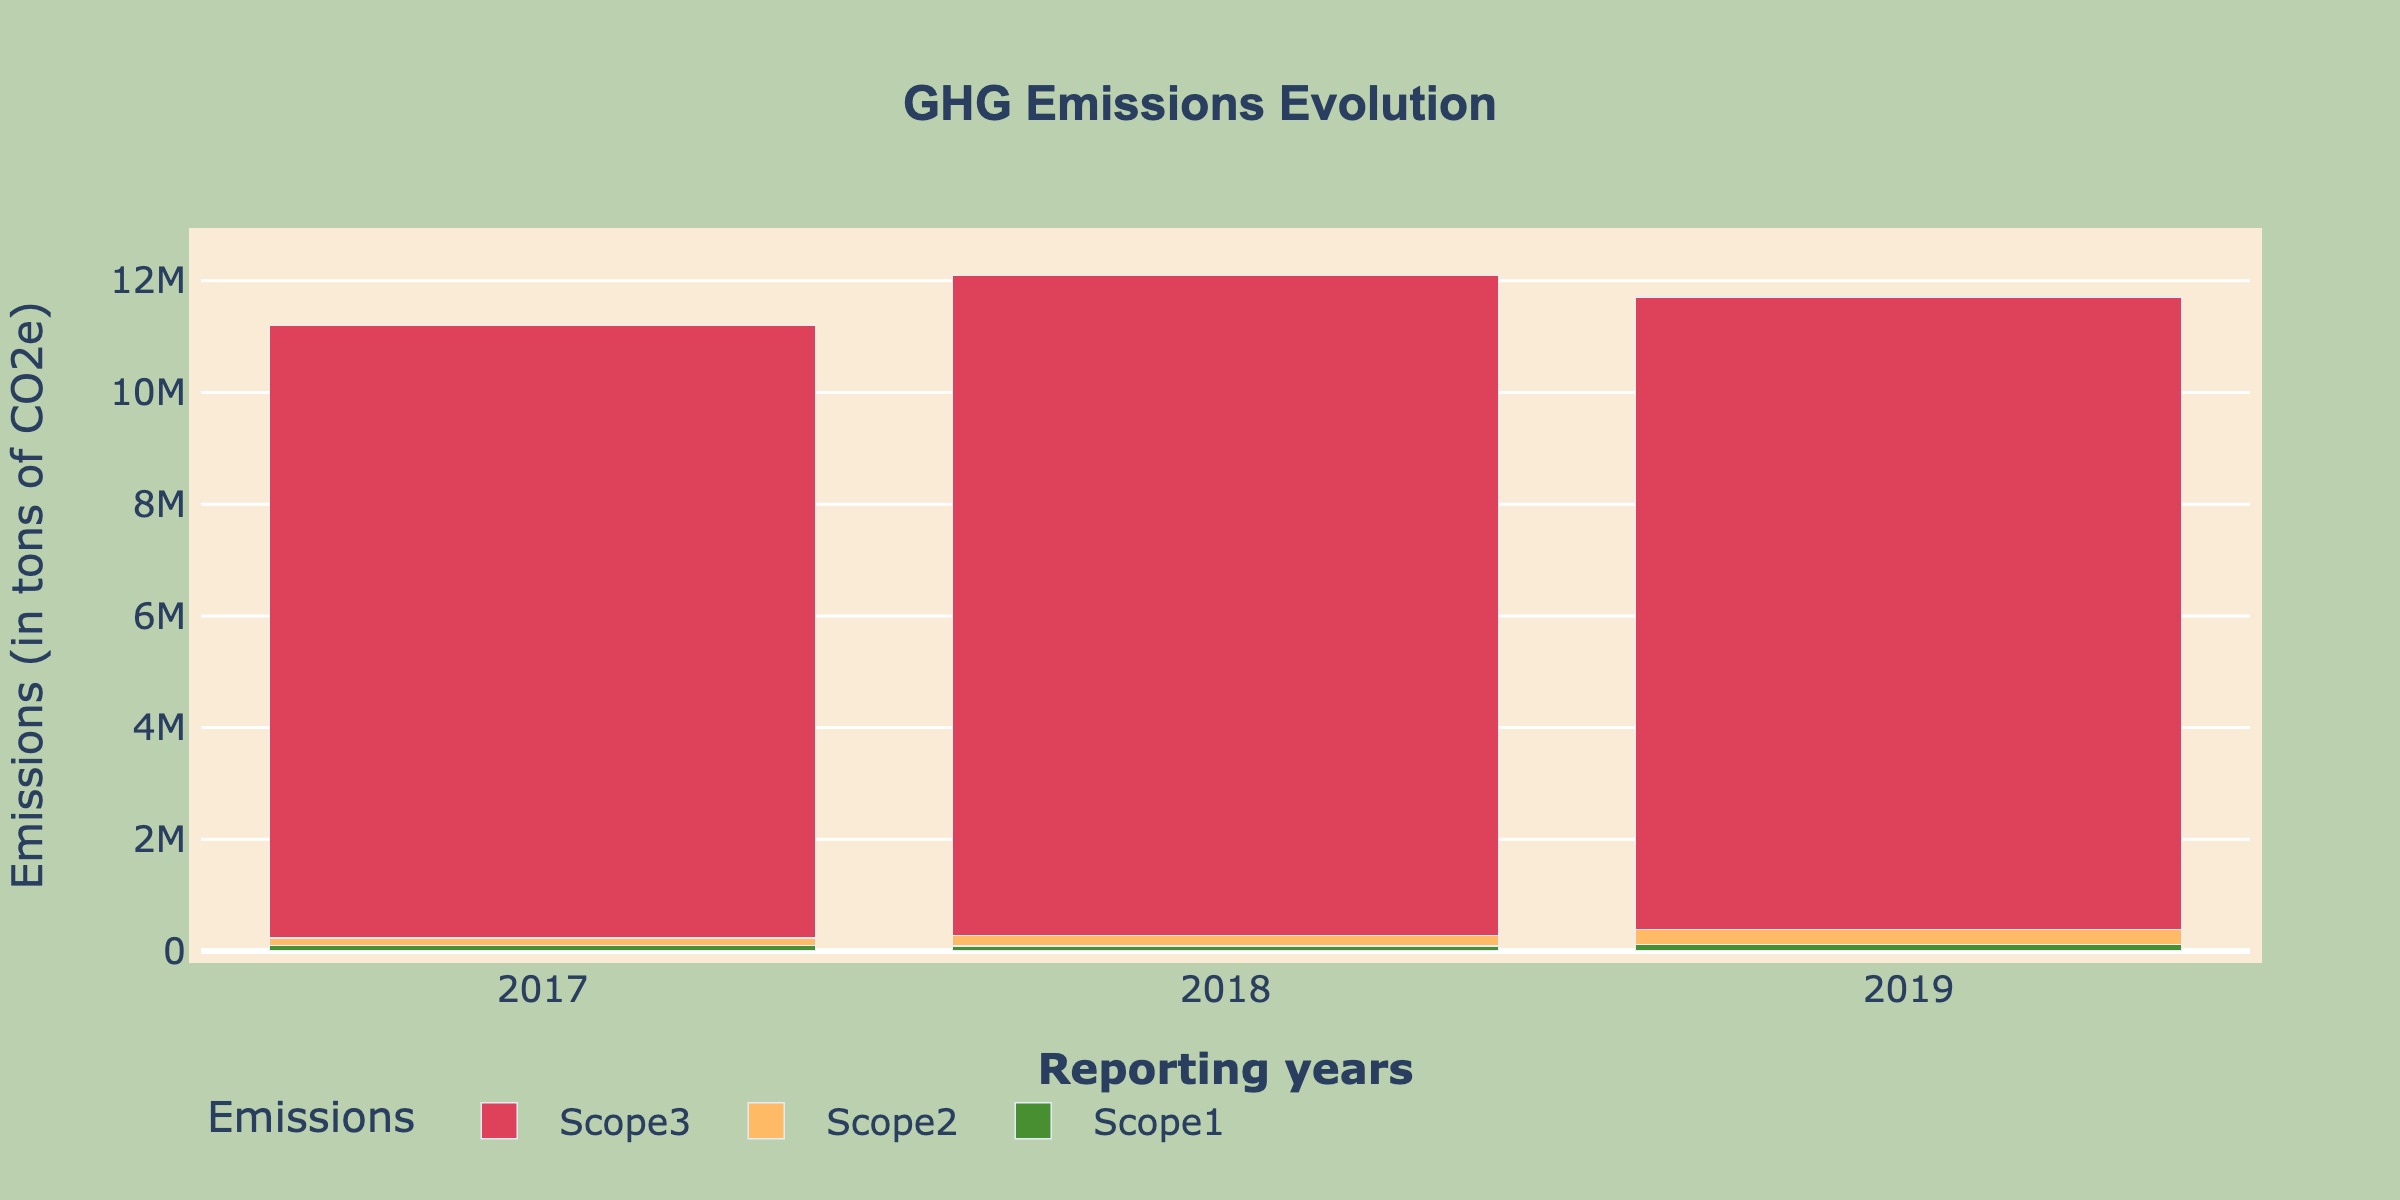 GHG Emissions Evolution
Emissions (in tons of CO2e)
12M
10M
8M
6M
4M
2M
0
2017 2018 2019
Reporting years
Emissions Scope3 Scope2 Scope1